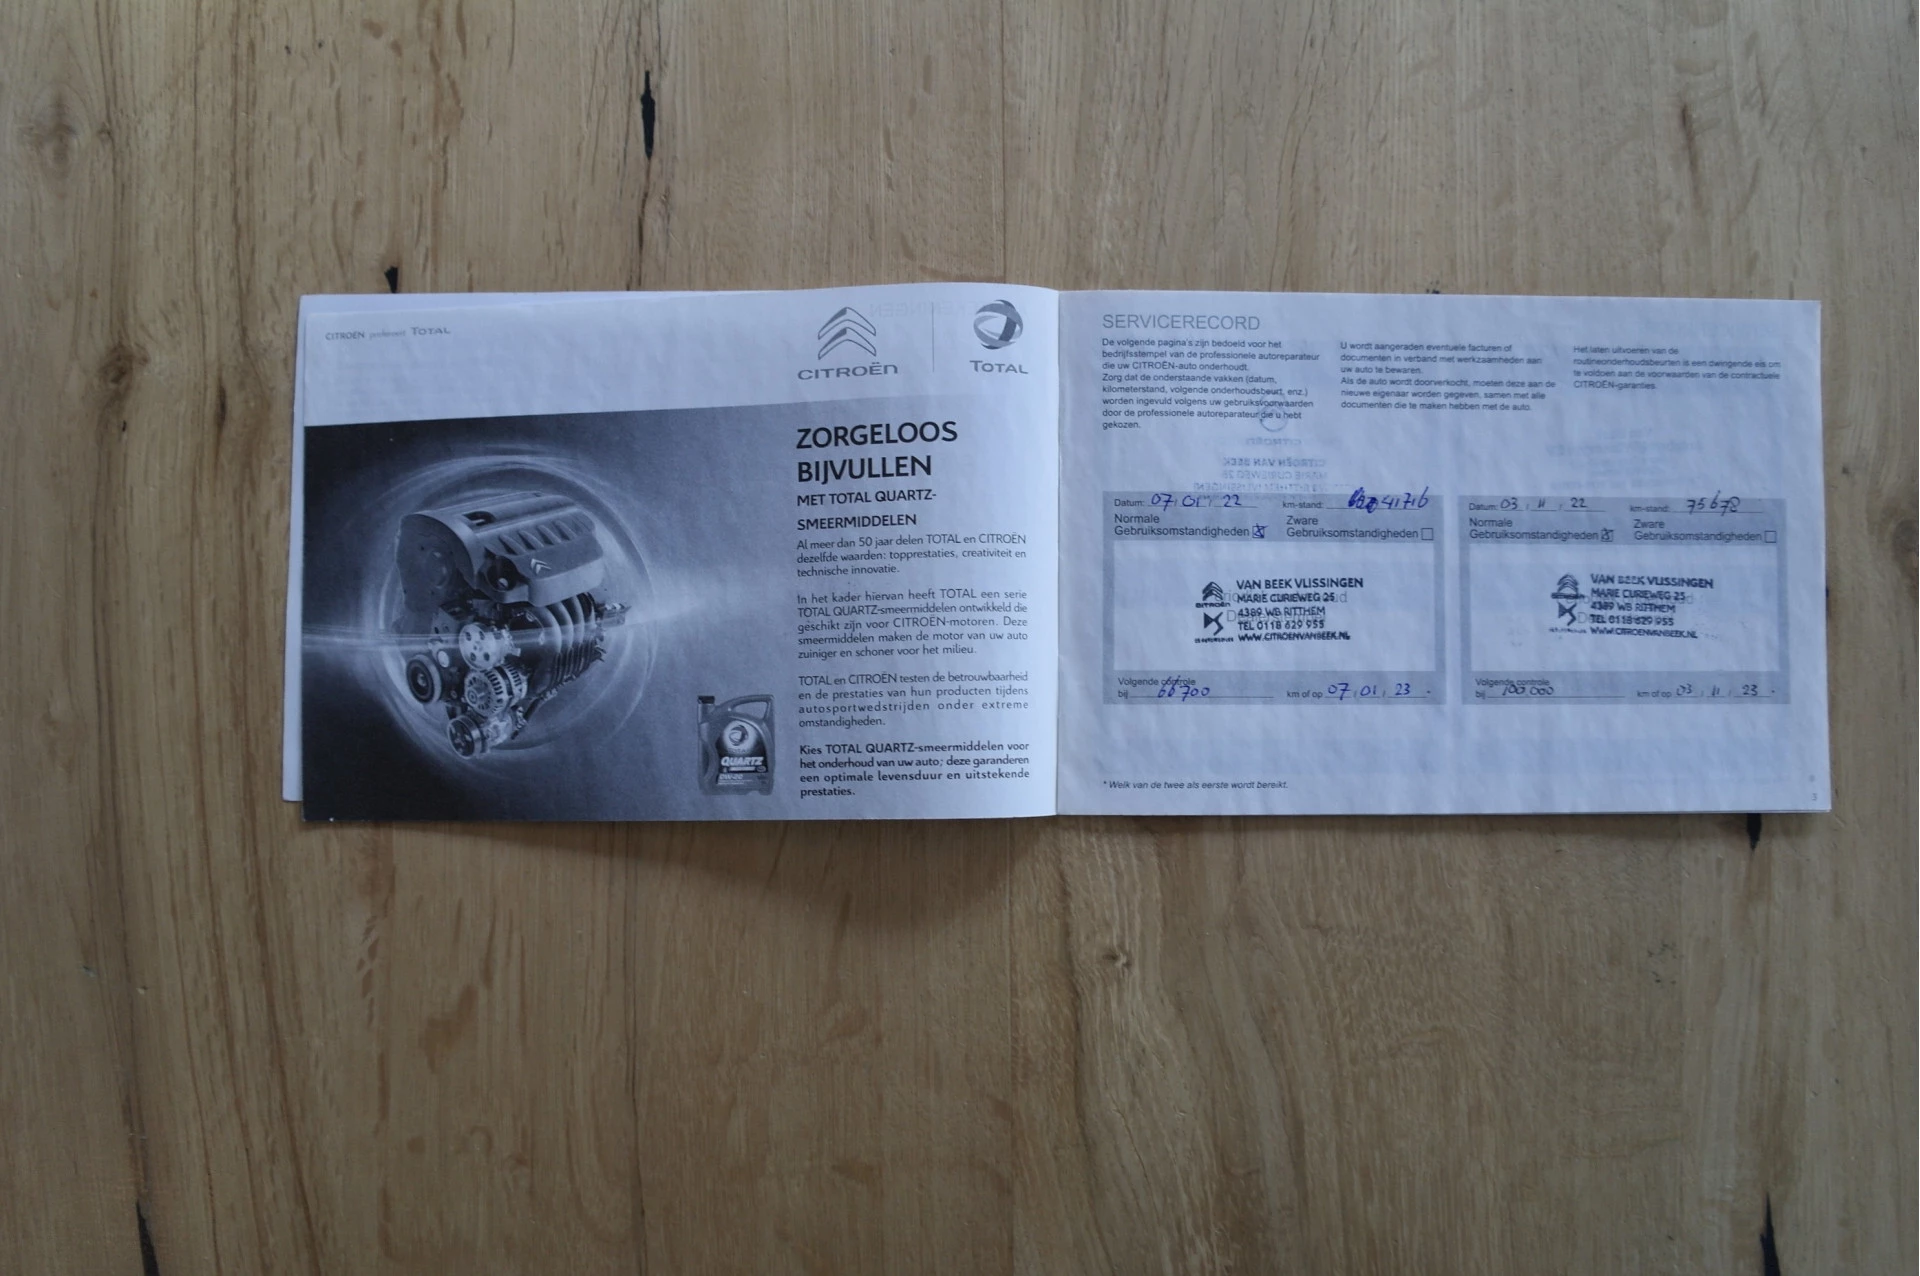 CITROËN prefereert TOTAL
CITROËN
TOTAL
ZORGELOOS
BIJVULLEN
MET TOTAL QUARTZ-
SMEERMIDDELEN
Al meer dan 50 jaar delen TOTAL en CITROËN
dezelfde waarden: topprestaties, creativiteit en
technische innovatie.
In het kader hiervan heeft TOTAL een serie
TOTAL QUARTZ-smeermiddelen ontwikkeld die
geschikt zijn voor CITROËN-motoren. Deze
smeermiddelen maken de motor van uw auto
zuiniger en schoner voor het milieu.
TOTAL en CITROËN testen de betrouwbaarheid
en de prestaties van hun producten tijdens
autosportwedstrijden onder extreme
omstandigheden.
Kies TOTAL QUARTZ-smeermiddelen voor
het onderhoud van uw auto; deze garanderen
een optimale levensduur en uitstekende
prestaties.
QUARTZ
0W-20
SERVICERECORD
De volgende pagina's zijn bedoeld voor het
bedrijfsstempel van de professionele autoreparateur
die uw CITROËN-auto onderhoudt.
Zorg dat de onderstaande vakken (datum,
kilometerstand, volgende onderhoudsbeurt, enz.)
worden ingevuld volgens uw gebruiksvoorwaarden
door de professionele autoreparateur die u hebt
gekozen.
U wordt aangeraden eventuele facturen of
documenten in verband met werkzaamheden aan
uw auto te bewaren.
Als de auto wordt doorverkocht, moeten deze aan de
nieuwe eigenaar worden gegeven, samen met alle
documenten die te maken hebben met de auto.
Het laten uitvoeren van de
routineonderhoudsbeurten is een dwingende eis om
te voldoen aan de voorwaarden van de contractuele
CITROËN-garanties.
Datum: 07, 01, 22 km-stand: 41716
Normale
Gebruiksomstandigheden
Zware
Gebruiksomstandigheden
VAN BEEK VLISSINGEN
MARIE CURIEWEG 25
4389 WB RITTHEM
TEL 0118 629 955
WWW.CITROENVANBEEK.NL
CITROËN
Volgende controle
bij 66700 km of op 07, 01, 23
Datum: 03, 11, 22 km-stand: 75678
Normale
Gebruiksomstandigheden
Zware
Gebruiksomstandigheden
VAN BEEK VLISSINGEN
MARIE CURIEWEG 25
4389 WB RITTHEM
TEL 0118 629 955
WWW.CITROENVANBEEK.NL
Volgende controle
bij 100.000 km of op 03, 11, 23
* Welk van de twee als eerste wordt bereikt.
3